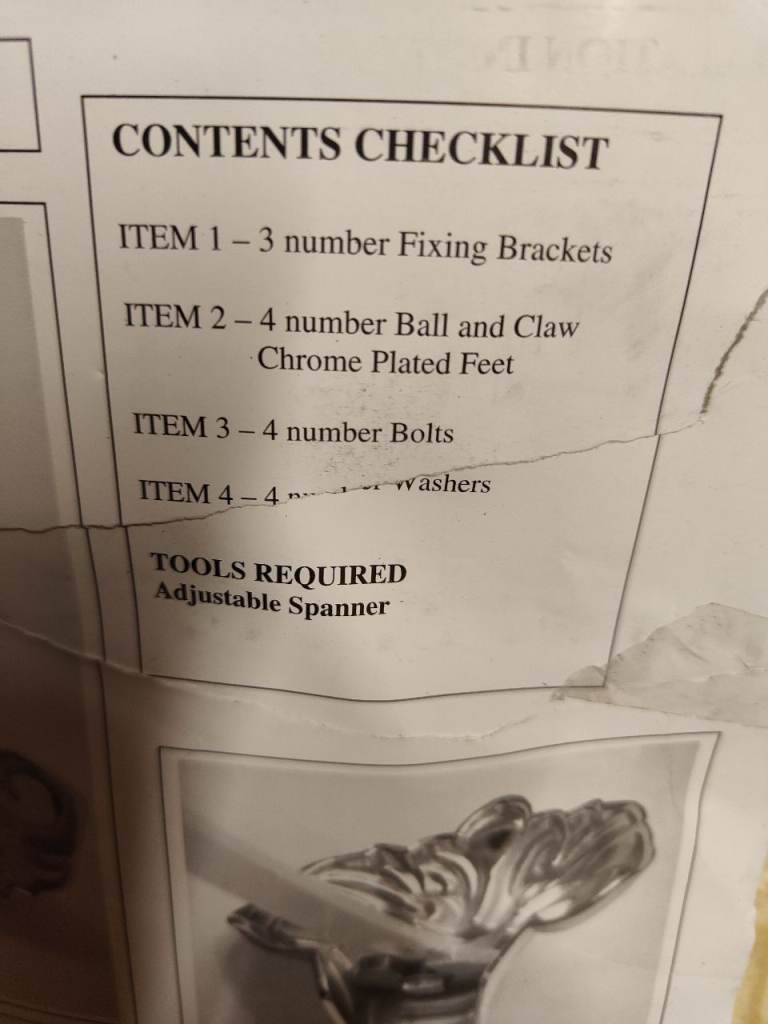 CONTENTS CHECKLIST
ITEM 1 – 3 number Fixing Brackets
ITEM 2 – 4 number Ball and Claw
Chrome Plated Feet
ITEM 3 – 4 number Bolts
ITEM 4 – 4 Washers
TOOLS REQUIRED
Adjustable Spanner